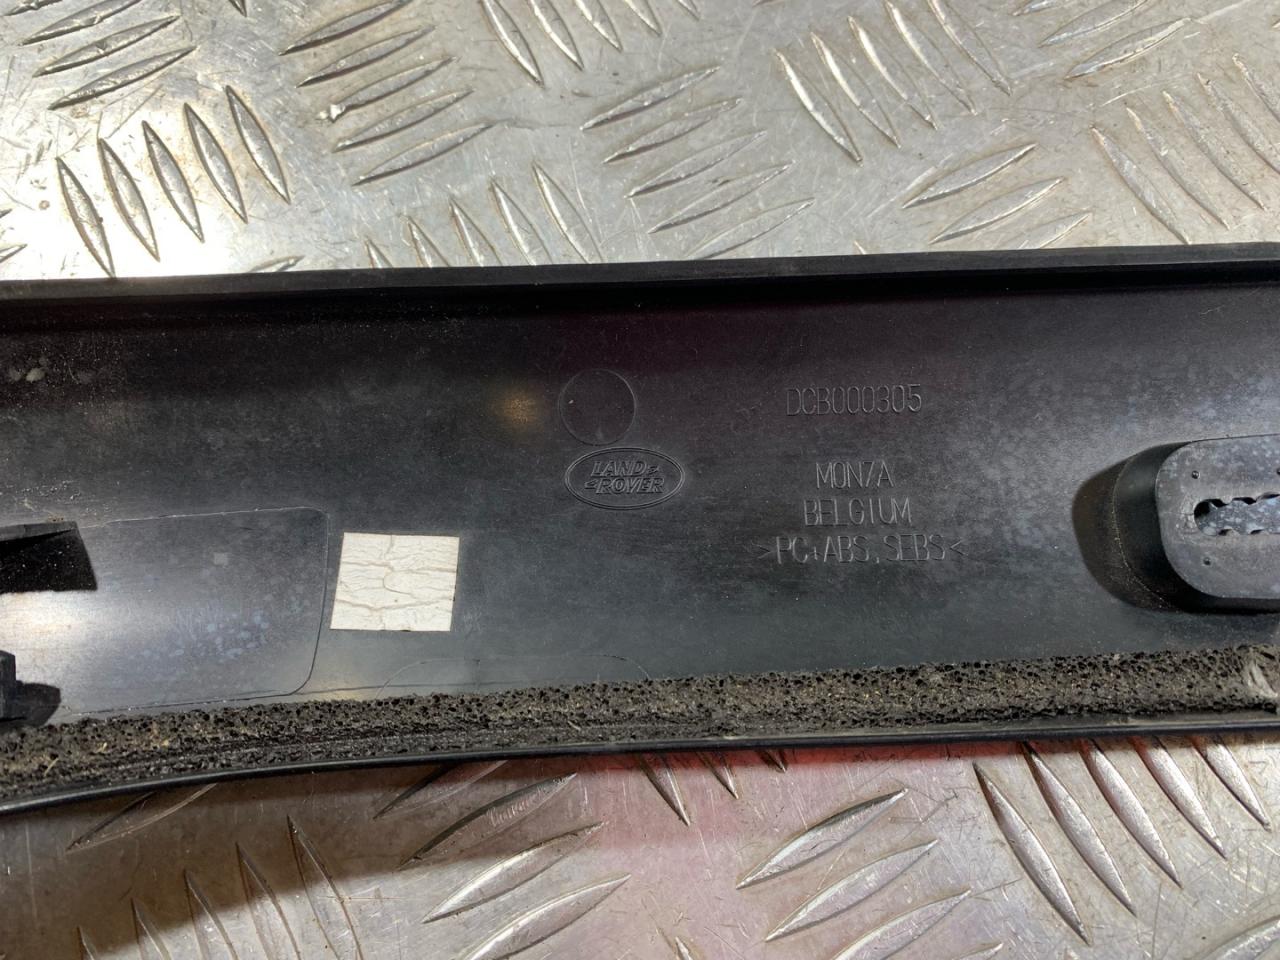 DCB000305
LAND
ROVER
MONZA
BELGIUM
>PC+ABS,SEBS<